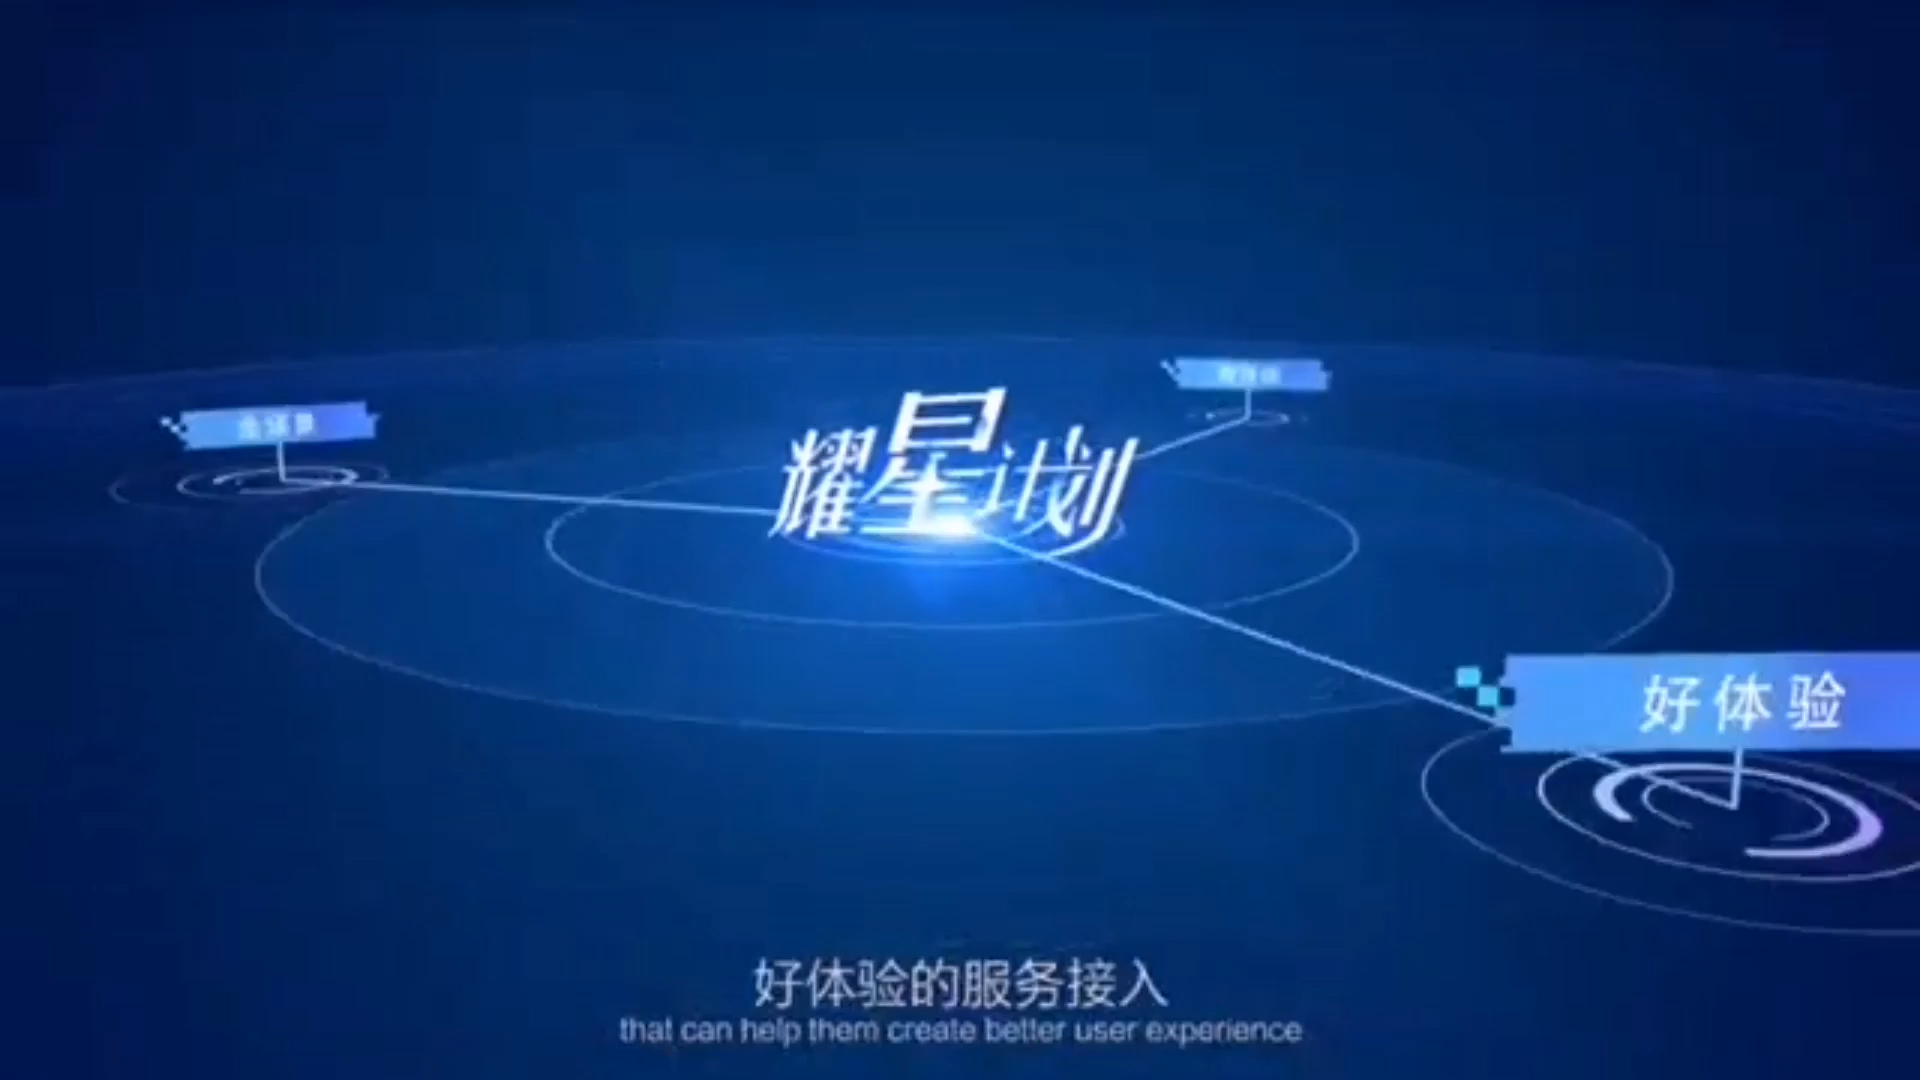 耀星计划
好体验
好体验的服务接入
that can help them create better user experience